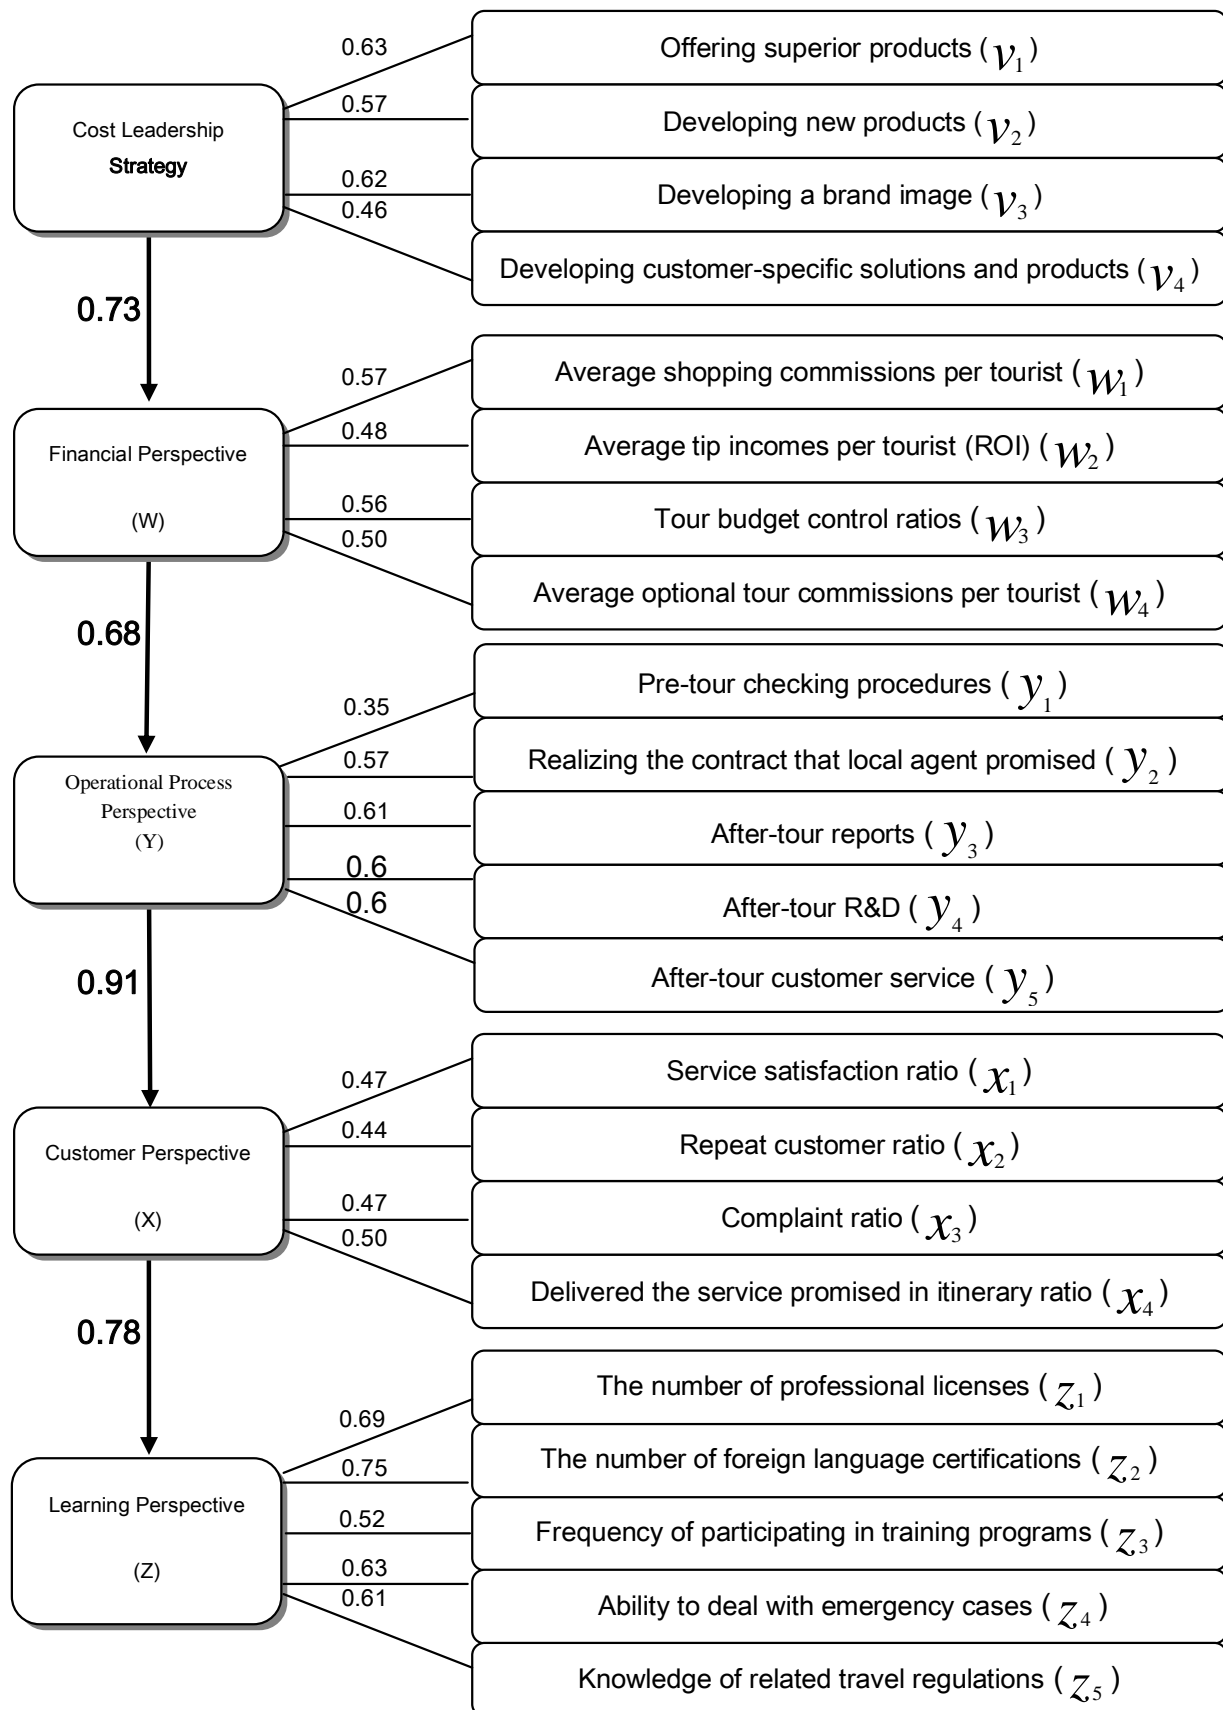 0.63
Offering superior products (v1)
0.57
Developing new products (v2)
Cost Leadership
Strategy
0.62
Developing a brand image (v3)
0.46
Developing customer-specific solutions and products (v4)
0.73
0.57
Average shopping commissions per tourist (w1)
0.48
Average tip incomes per tourist (ROI) (w2)
Financial Perspective
(W)
0.56
Tour budget control ratios (w3)
0.50
Average optional tour commissions per tourist (w4)
0.68
0.35
Pre-tour checking procedures (y1)
0.57
Realizing the contract that local agent promised (y2)
Operational Process
Perspective
(Y)
0.61
After-tour reports (y3)
0.6
After-tour R&D (y4)
0.6
After-tour customer service (y5)
0.91
0.47
Service satisfaction ratio (x1)
0.44
Repeat customer ratio (x2)
Customer Perspective
(X)
0.47
Complaint ratio (x3)
0.50
Delivered the service promised in itinerary ratio (x4)
0.78
0.69
The number of professional licenses (z1)
0.75
The number of foreign language certifications (z2)
Learning Perspective
(Z)
0.52
Frequency of participating in training programs (z3)
0.63
Ability to deal with emergency cases (z4)
0.61
Knowledge of related travel regulations (z5)